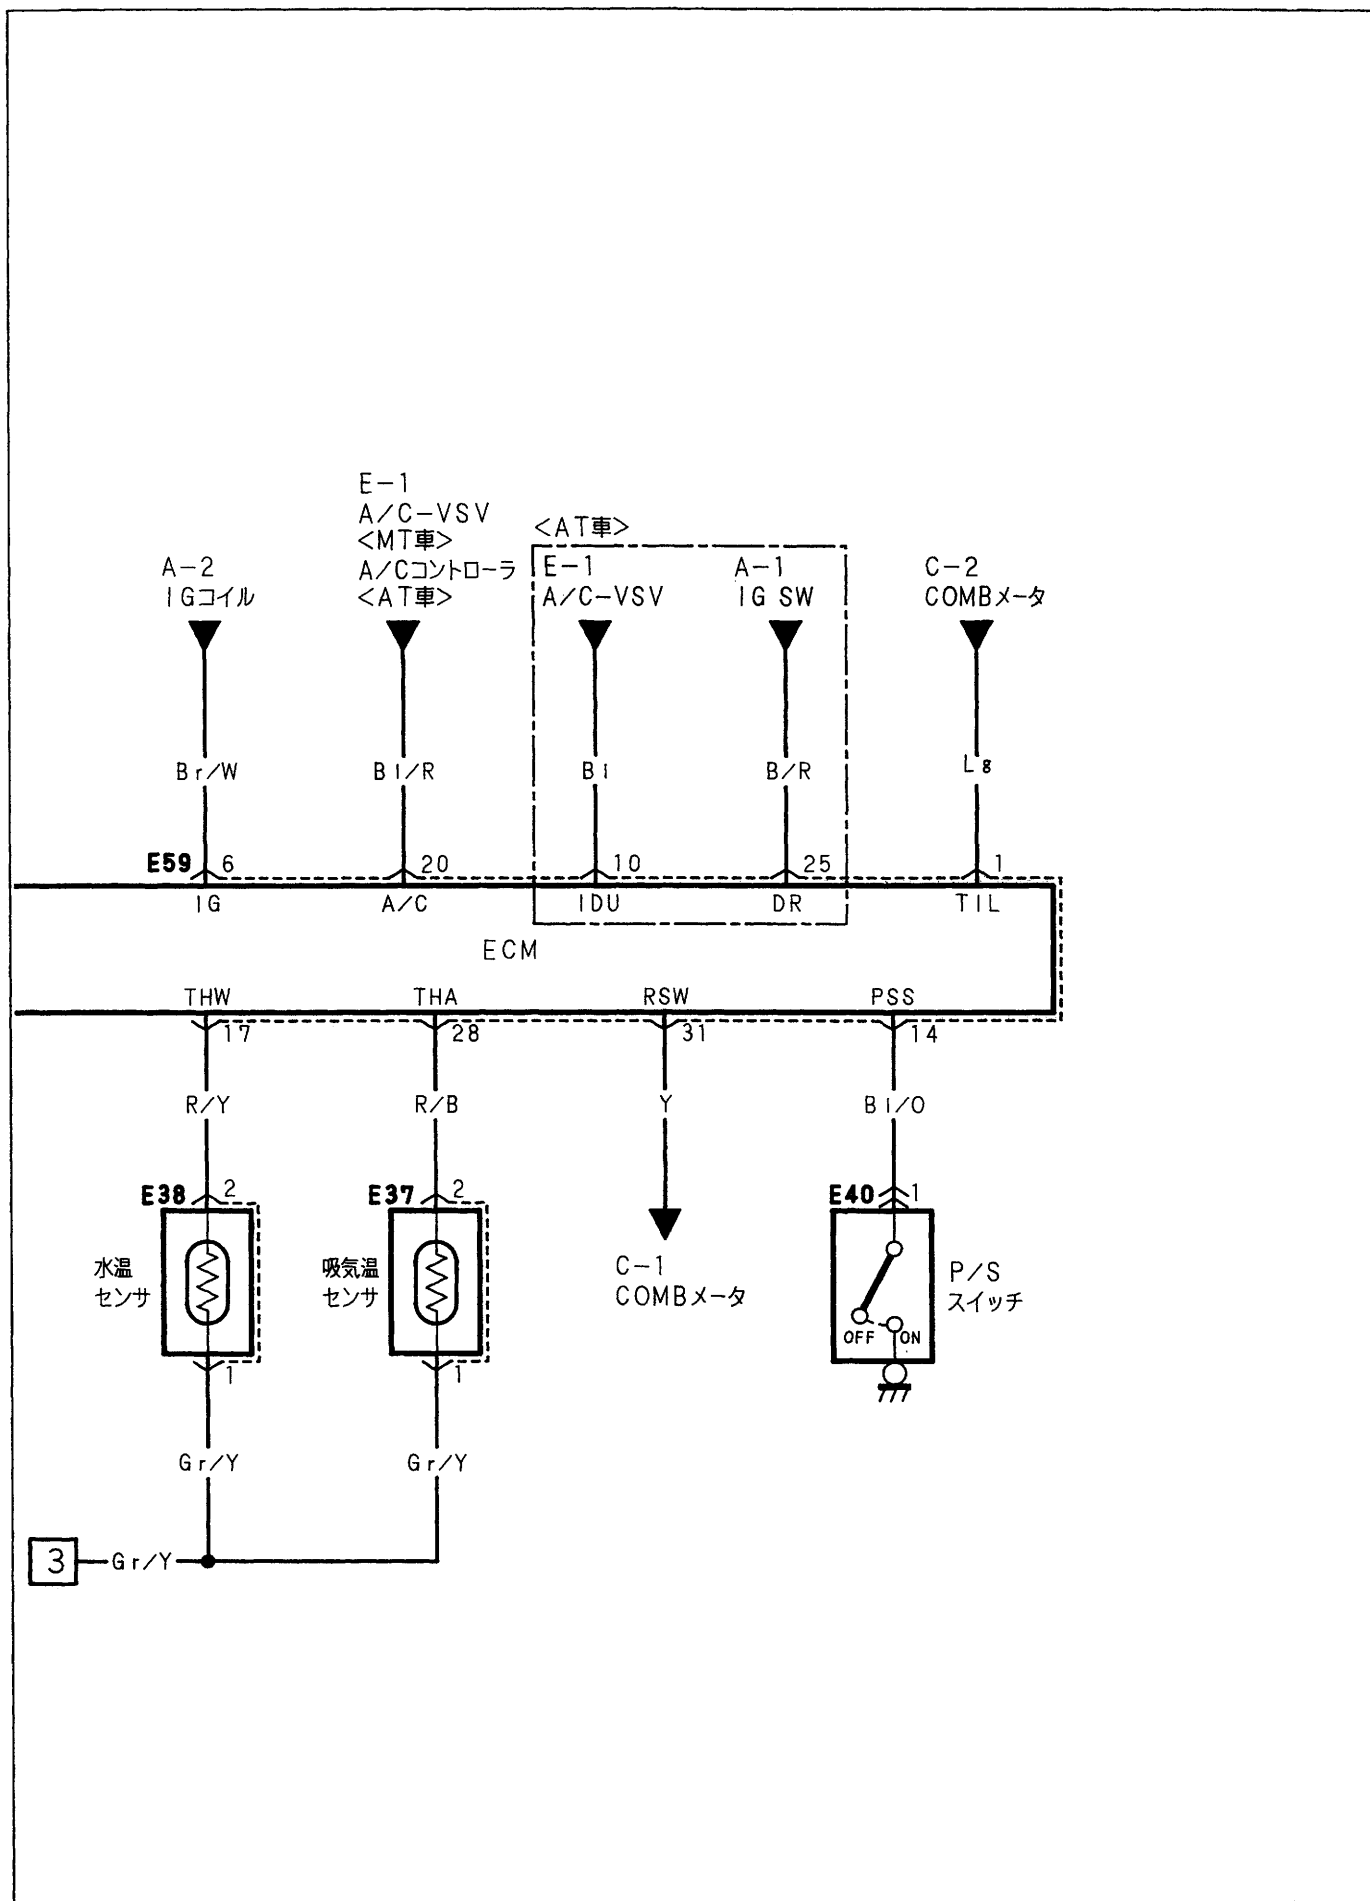 E-1
A/C-VSV
<MT車>
A/Cコントローラ
<AT車>
<AT車>
A-2
IGコイル
E-1
A/C-VSV
A-1
IG SW
C-2
COMBメータ
Br/W
Bl/R
Bl
B/R
Lg
E59 6
20
10
25
1
IG
A/C
IDU
DR
TIL
ECM
THW
THA
RSW
PSS
17
28
31
14
R/Y
R/B
Y
Bl/O
E38 2
E37 2
E40 1
水温
センサ
吸気温
センサ
C-1
COMBメータ
P/S
スイッチ
OFF ON
1
1
Gr/Y
Gr/Y
3 Gr/Y